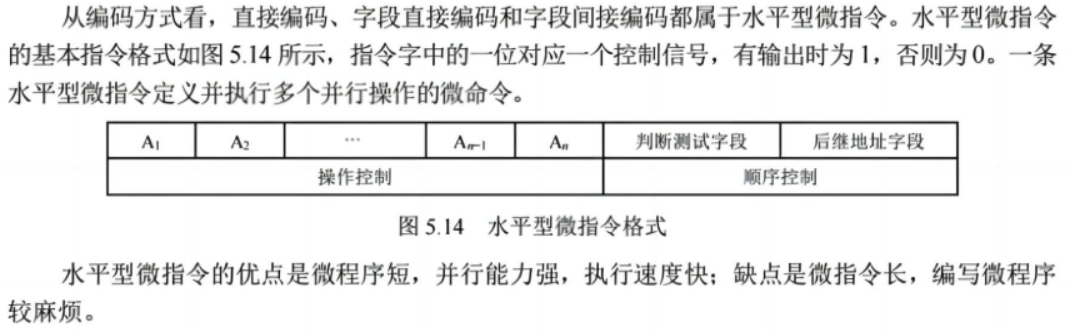 从编码方式看，直接编码、字段直接编码和字段间接编码都属于水平型微指令。水平型微指令
的基本指令格式如图 5.14 所示，指令字中的一位对应一个控制信号，有输出时为 1，否则为 0。一条
水平型微指令定义并执行多个并行操作的微命令。
A₁ A₂ … Aₙ₋₁ Aₙ 判断测试字段 后继地址字段
操作控制 顺序控制
图 5.14 水平型微指令格式
水平型微指令的优点是微程序短，并行能力强，执行速度快；缺点是微指令长，编写微程序
较麻烦。